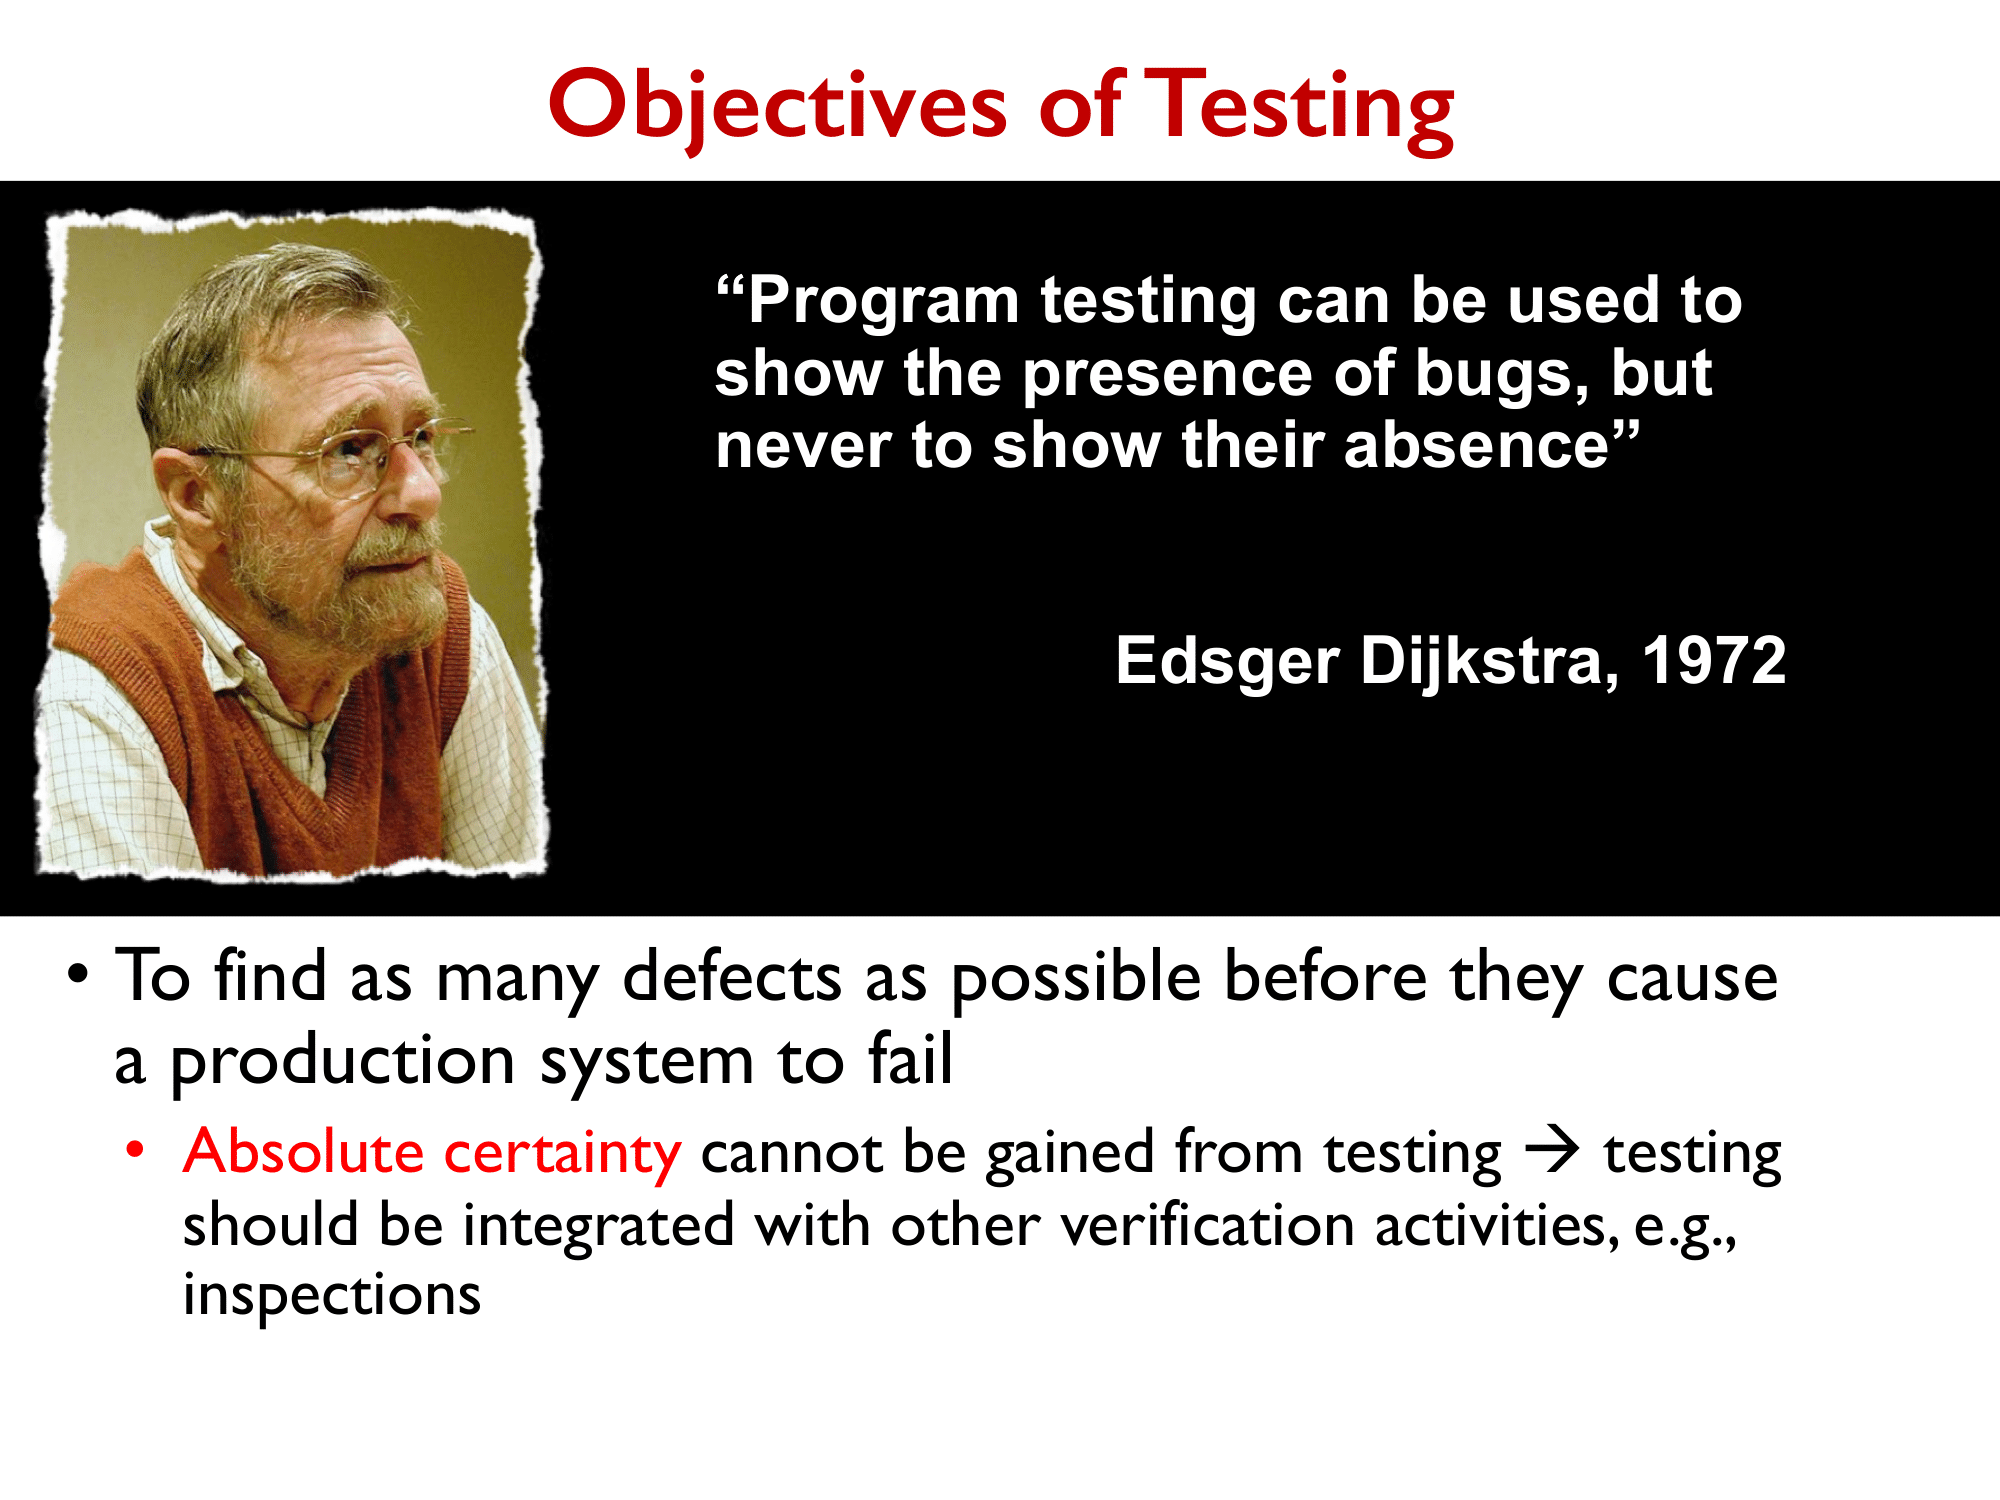 Objectives of Testing
“Program testing can be used to
show the presence of bugs, but
never to show their absence”
Edsger Dijkstra, 1972
• To find as many defects as possible before they cause
a production system to fail
• Absolute certainty cannot be gained from testing → testing
should be integrated with other verification activities, e.g.,
inspections